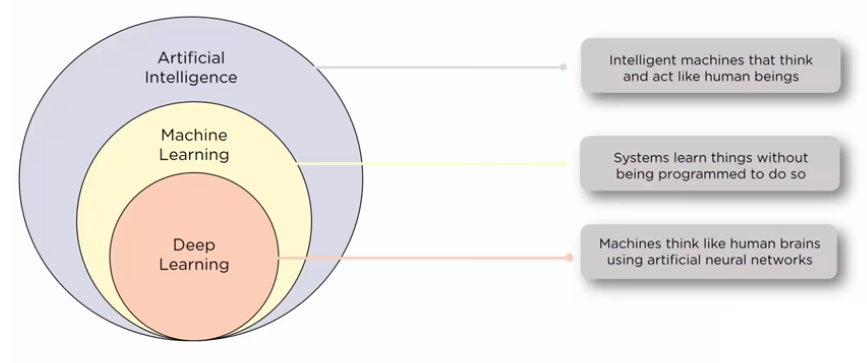 Artificial
Intelligence
Intelligent machines that think
and act like human beings
Machine
Learning
Systems learn things without
being programmed to do so
Deep
Learning
Machines think like human brains
using artificial neural networks